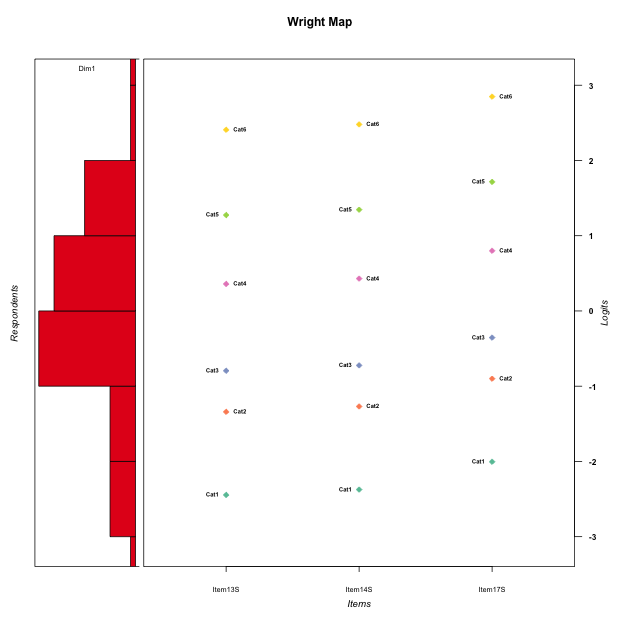 Wright Map
Dim1
3
Cat6
Cat6
Cat6
2
Cat5
Cat5
Cat5
1
Cat4
Cat4
Cat4
0
Cat3
Cat3
Cat3
-1
Cat2
Cat2
Cat2
-2
Cat1
Cat1
Cat1
-3
Respondents
Logits
Item13S
Item14S
Item17S
Items